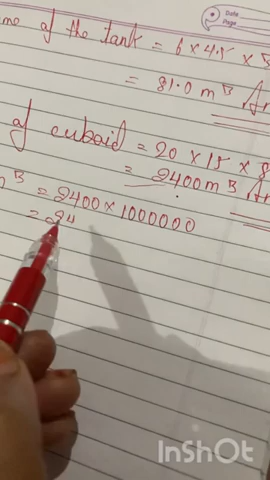 Date
Page
me of the tank = 6 × 4.5 ×
= 81.0 m³
of cuboid = 20 × 15 × 8
= 2400 m³
m³ = 2400 × 1000000
= 24
InShOt